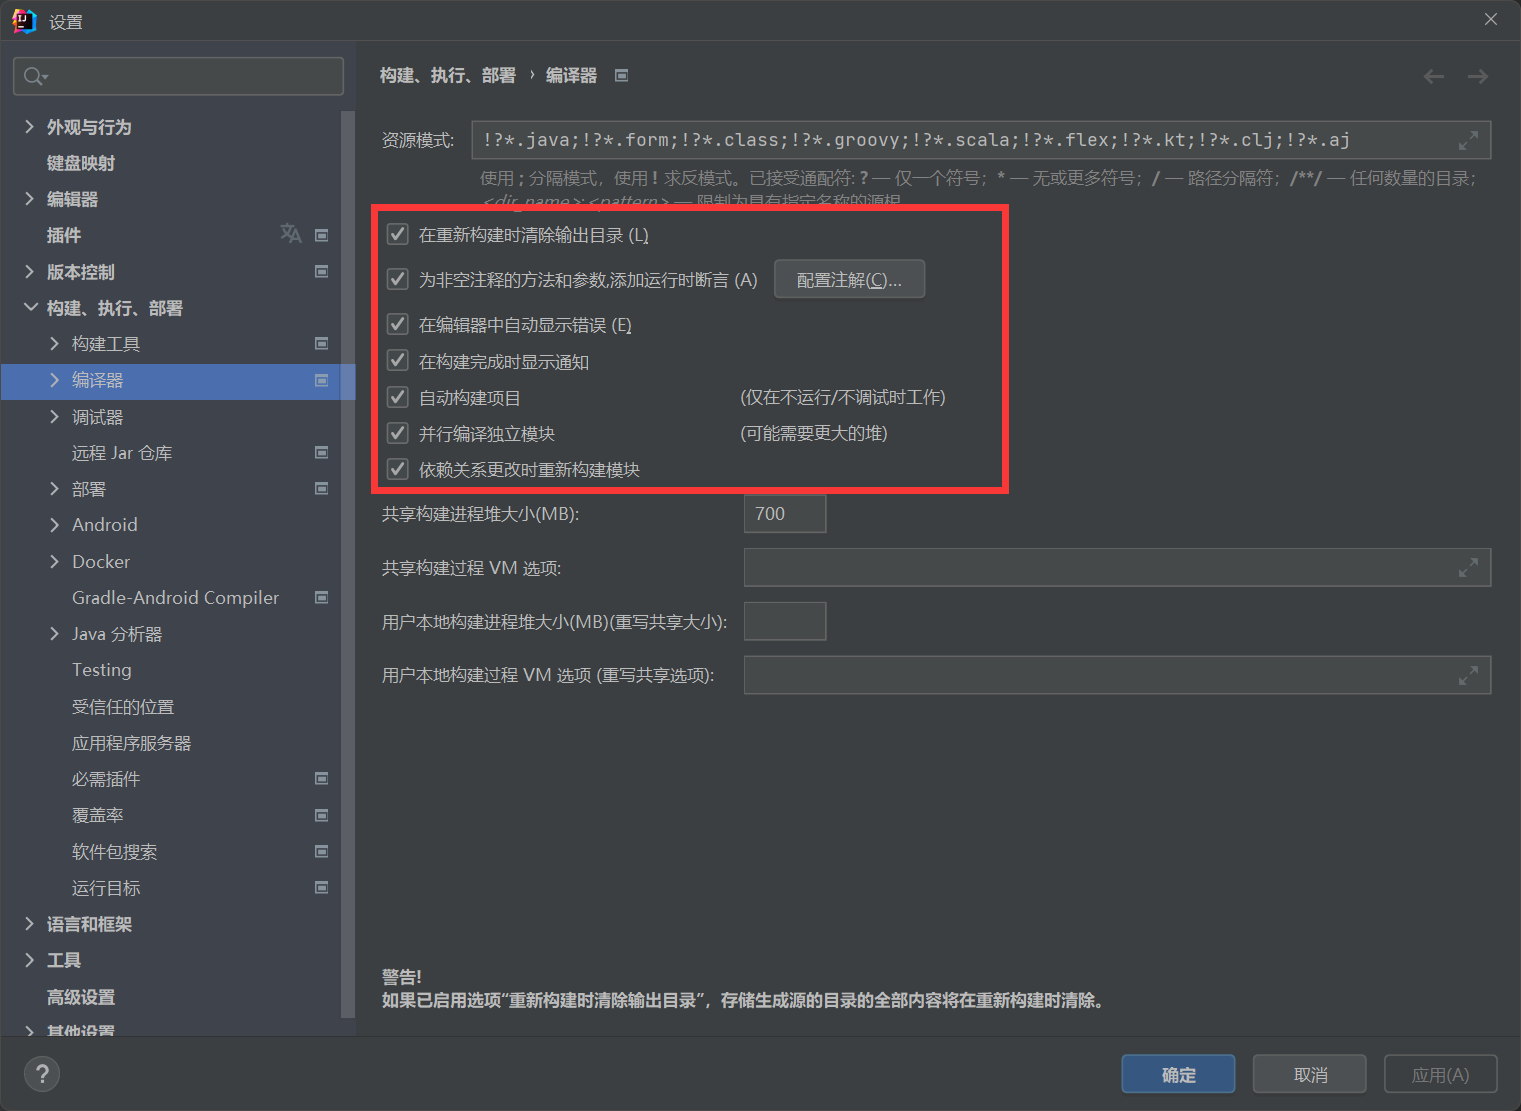 设置
构建、执行、部署 › 编译器
外观与行为
键盘映射
编辑器
插件
版本控制
构建、执行、部署
构建工具
编译器
调试器
远程 Jar 仓库
部署
Android
Docker
Gradle-Android Compiler
Java 分析器
Testing
受信任的位置
应用程序服务器
必需插件
覆盖率
软件包搜索
运行目标
语言和框架
工具
高级设置
其他设置
资源模式: !?*.java;!?*.form;!?*.class;!?*.groovy;!?*.scala;!?*.flex;!?*.kt;!?*.clj;!?*.aj
使用 ; 分隔模式，使用 ! 求反模式。已接受通配符: ? — 仅一个符号； * — 无或更多符号； / — 路径分隔符； /**/ — 任何数量的目录；
<dir_name>:<pattern> — 限制为具有指定名称的源根
在重新构建时清除输出目录 (L)
为非空注释的方法和参数,添加运行时断言 (A) 配置注解(C)...
在编辑器中自动显示错误 (E)
在构建完成时显示通知
自动构建项目 (仅在不运行/不调试时工作)
并行编译独立模块 (可能需要更大的堆)
依赖关系更改时重新构建模块
共享构建进程堆大小(MB): 700
共享构建过程 VM 选项:
用户本地构建进程堆大小(MB)(重写共享大小):
用户本地构建过程 VM 选项 (重写共享选项):
警告!
如果已启用选项“重新构建时清除输出目录”，存储生成源的目录的全部内容将在重新构建时清除。
?
确定 取消 应用(A)